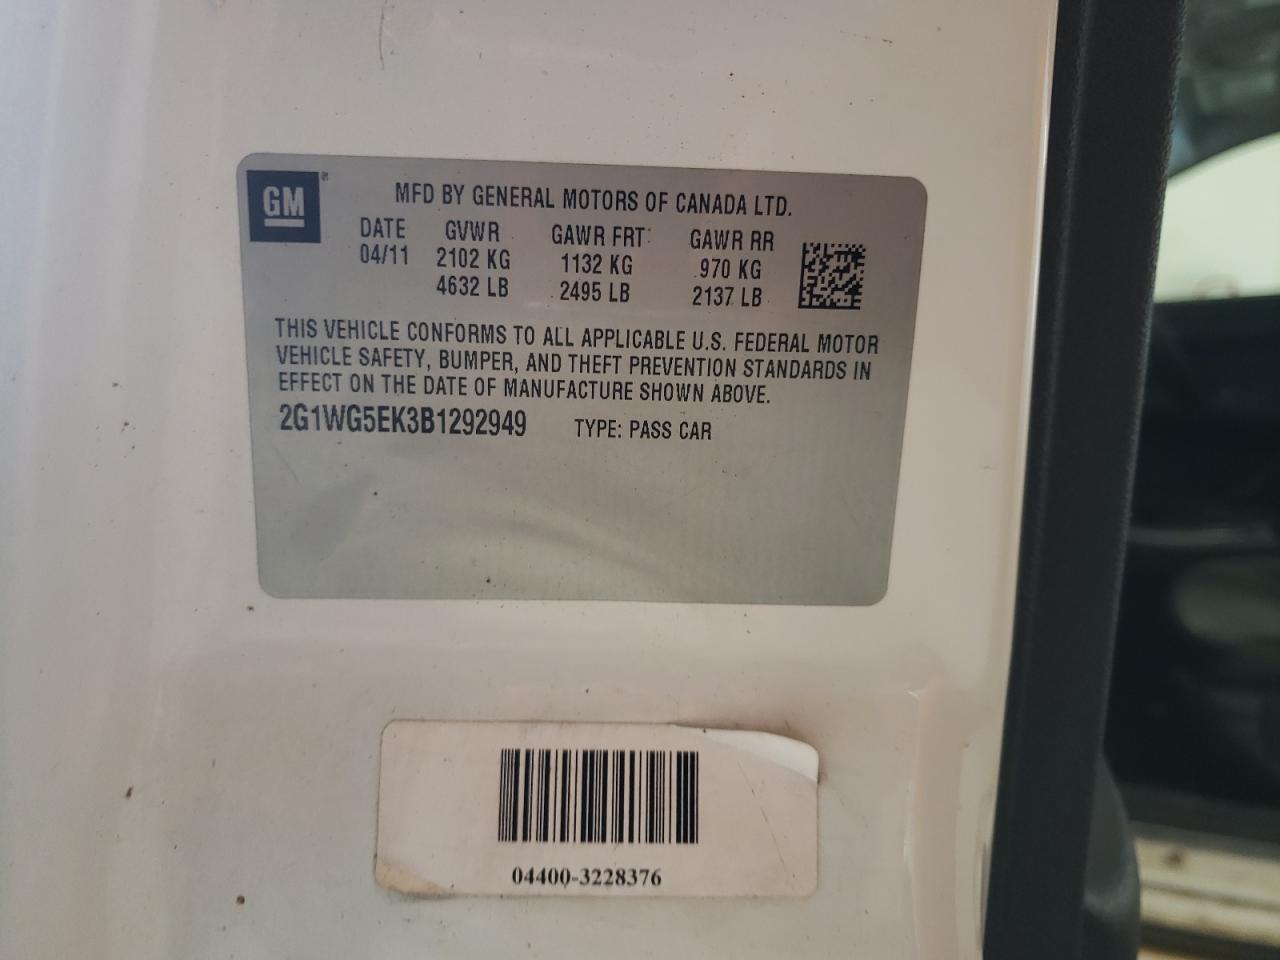 GM ®
MFD BY GENERAL MOTORS OF CANADA LTD.
DATE GVWR GAWR FRT GAWR RR
04/11 2102 KG 1132 KG 970 KG
4632 LB 2495 LB 2137 LB
THIS VEHICLE CONFORMS TO ALL APPLICABLE U.S. FEDERAL MOTOR
VEHICLE SAFETY, BUMPER, AND THEFT PREVENTION STANDARDS IN
EFFECT ON THE DATE OF MANUFACTURE SHOWN ABOVE.
2G1WG5EK3B1292949 TYPE: PASS CAR
04400-3228376